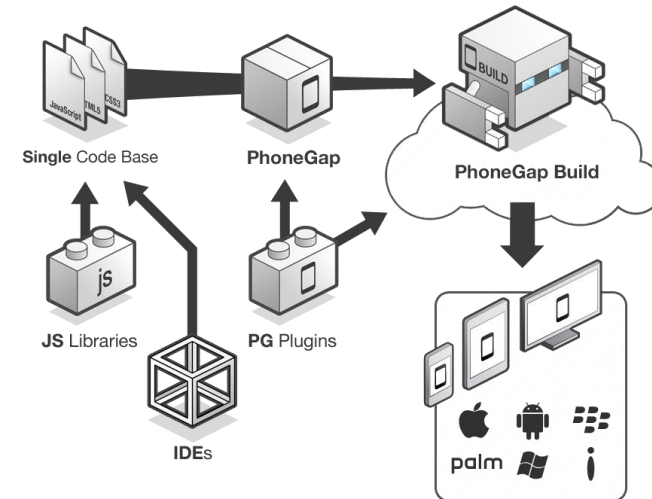 JavaScript
HTML5
CSS3
BUILD
Single Code Base
PhoneGap
PhoneGap Build
js
JS Libraries
PG Plugins
IDEs
palm